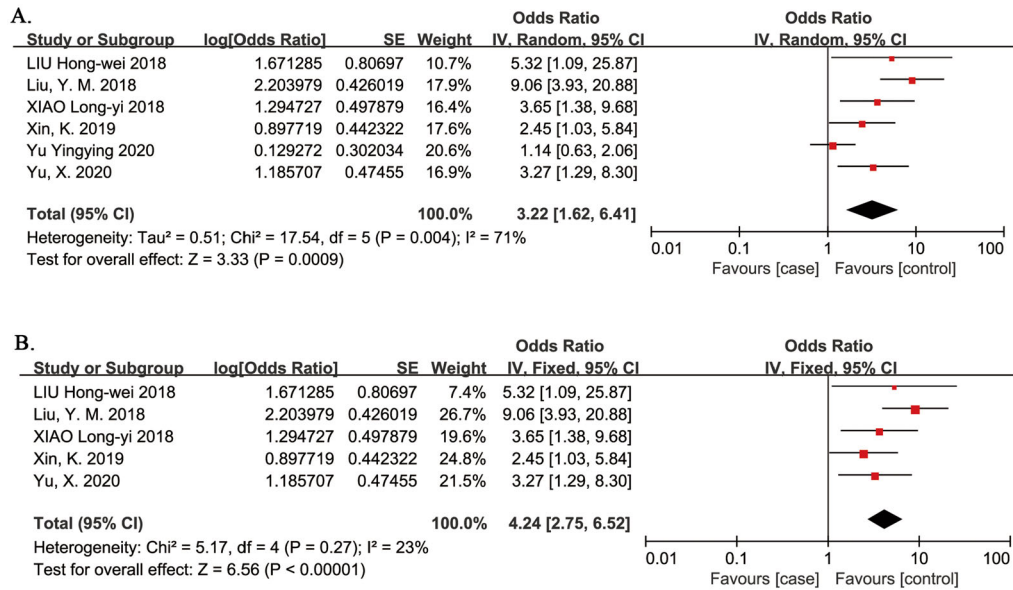 A.
Odds Ratio Odds Ratio
Study or Subgroup log[Odds Ratio] SE Weight IV, Random, 95% CI IV, Random, 95% CI
LIU Hong-wei 2018 1.671285 0.80697 10.7% 5.32 [1.09, 25.87]
Liu, Y. M. 2018 2.203979 0.426019 17.9% 9.06 [3.93, 20.88]
XIAO Long-yi 2018 1.294727 0.497879 16.4% 3.65 [1.38, 9.68]
Xin, K. 2019 0.897719 0.442322 17.6% 2.45 [1.03, 5.84]
Yu Yingying 2020 0.129272 0.302034 20.6% 1.14 [0.63, 2.06]
Yu, X. 2020 1.185707 0.47455 16.9% 3.27 [1.29, 8.30]
Total (95% CI) 100.0% 3.22 [1.62, 6.41]
Heterogeneity: Tau² = 0.51; Chi² = 17.54, df = 5 (P = 0.004); I² = 71%
Test for overall effect: Z = 3.33 (P = 0.0009)
0.01 0.1 1 10 100
Favours [case] Favours [control]
B.
Odds Ratio Odds Ratio
Study or Subgroup log[Odds Ratio] SE Weight IV, Fixed, 95% CI IV, Fixed, 95% CI
LIU Hong-wei 2018 1.671285 0.80697 7.4% 5.32 [1.09, 25.87]
Liu, Y. M. 2018 2.203979 0.426019 26.7% 9.06 [3.93, 20.88]
XIAO Long-yi 2018 1.294727 0.497879 19.6% 3.65 [1.38, 9.68]
Xin, K. 2019 0.897719 0.442322 24.8% 2.45 [1.03, 5.84]
Yu, X. 2020 1.185707 0.47455 21.5% 3.27 [1.29, 8.30]
Total (95% CI) 100.0% 4.24 [2.75, 6.52]
Heterogeneity: Chi² = 5.17, df = 4 (P = 0.27); I² = 23%
Test for overall effect: Z = 6.56 (P < 0.00001)
0.01 0.1 1 10 100
Favours [case] Favours [control]